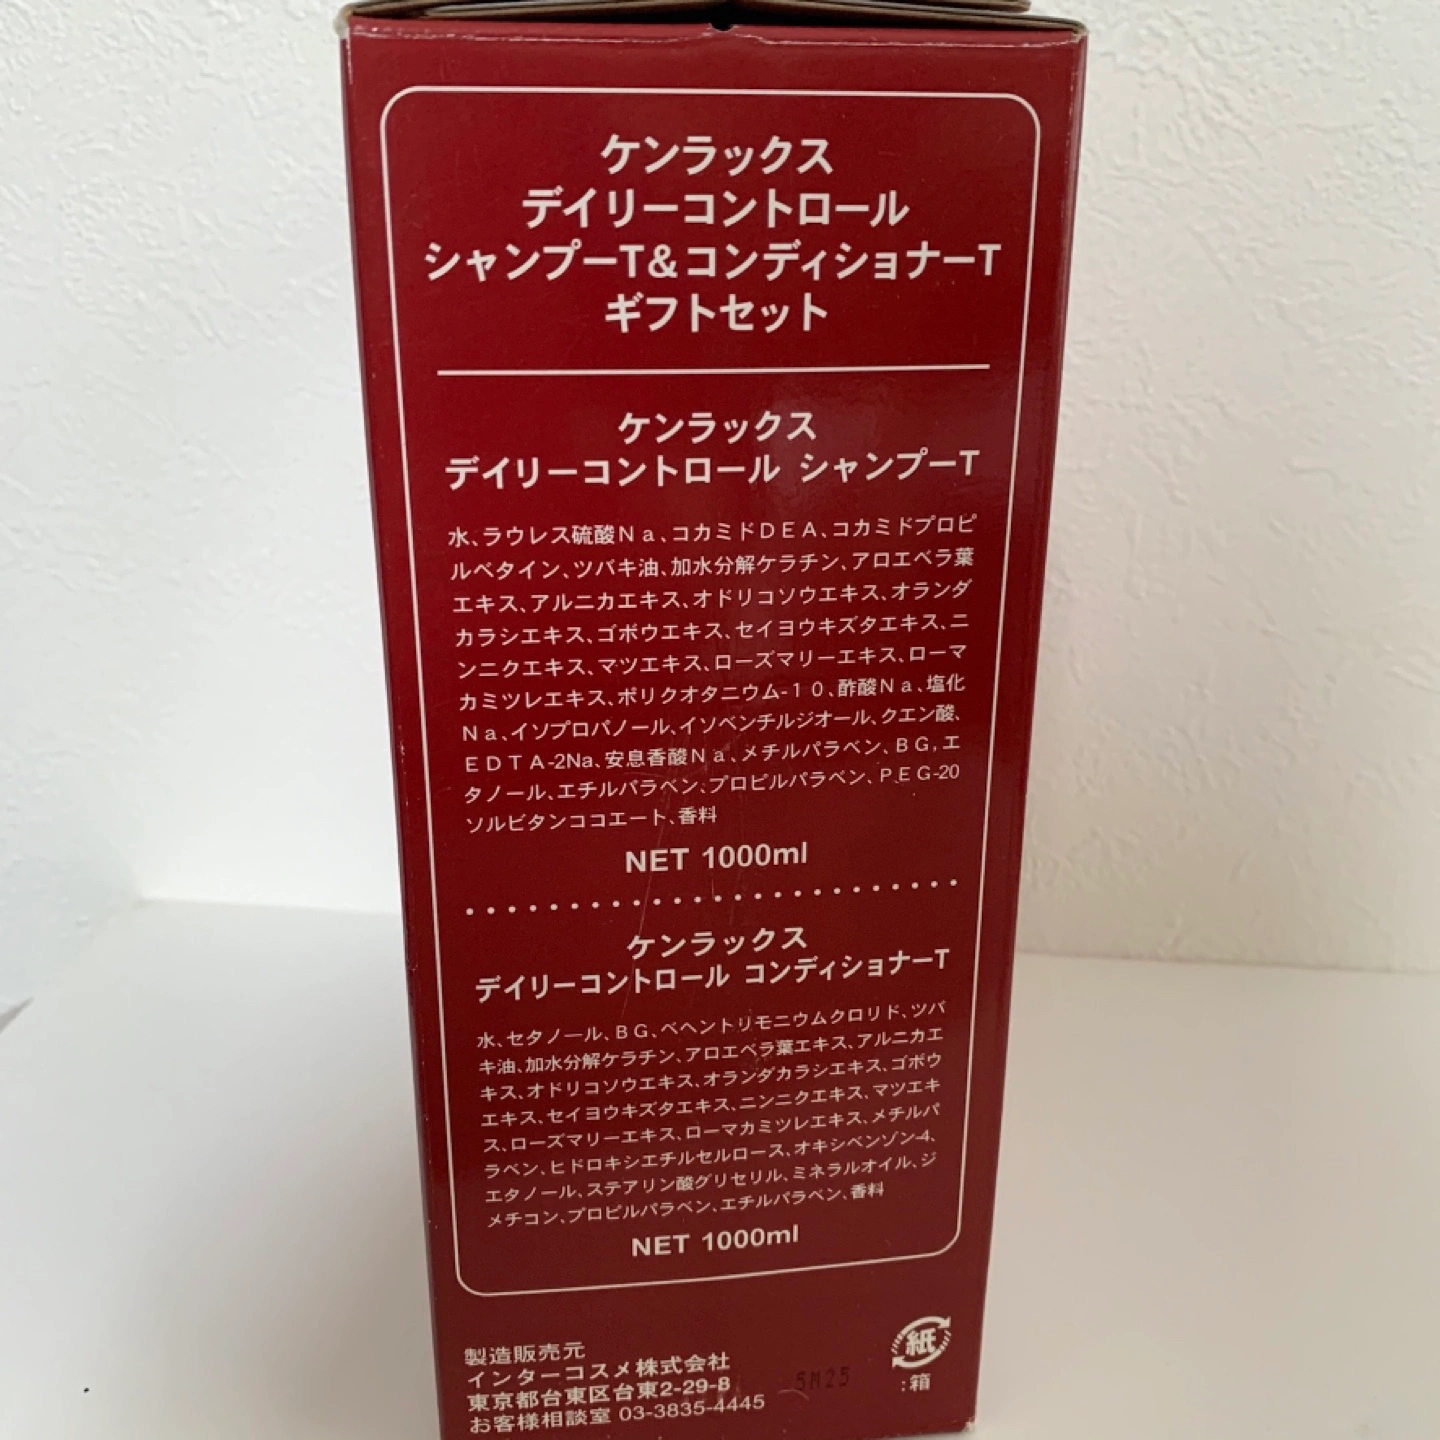 ケンラックス
デイリーコントロール
シャンプーT&コンディショナーT
ギフトセット
ケンラックス
デイリーコントロール シャンプーT
水、ラウレス硫酸Ｎａ、コカミドＤＥＡ、コカミドプロピ
ルベタイン、ツバキ油、加水分解ケラチン、アロエベラ葉
エキス、アルニカエキス、オドリコソウエキス、オランダ
カラシエキス、ゴボウエキス、セイヨウキズタエキス、ニ
ンニクエキス、マツエキス、ローズマリーエキス、ローマ
カミツレエキス、ポリクオタニウム-１０、酢酸Ｎａ、塩化
Ｎａ、イソプロパノール、イソペンチルジオール、クエン酸、
ＥＤＴＡ-2Na、安息香酸Ｎａ、メチルパラベン、ＢＧ,エ
タノール、エチルパラベン、プロピルパラベン、ＰＥＧ-20
ソルビタンココエート、香料
NET 1000ml
ケンラックス
デイリーコントロール コンディショナーT
水、セタノール、ＢＧ、ベヘントリモニウムクロリド、ツバ
キ油、加水分解ケラチン、アロエベラ葉エキス、アルニカエ
キス、オドリコソウエキス、オランダカラシエキス、ゴボウ
エキス、セイヨウキズタエキス、ニンニクエキス、マツエキ
ス、ローズマリーエキス、ローマカミツレエキス、メチルパ
ラベン、ヒドロキシエチルセルロース、オキシベンゾン-4、
エタノール、ステアリン酸グリセリル、ミネラルオイル、ジ
メチコン、プロピルパラベン、エチルパラベン、香料
NET 1000ml
製造販売元
インターコスメ株式会社
東京都台東区台東2-29-8
お客様相談室 03-3835-4445
5M25
紙
:箱